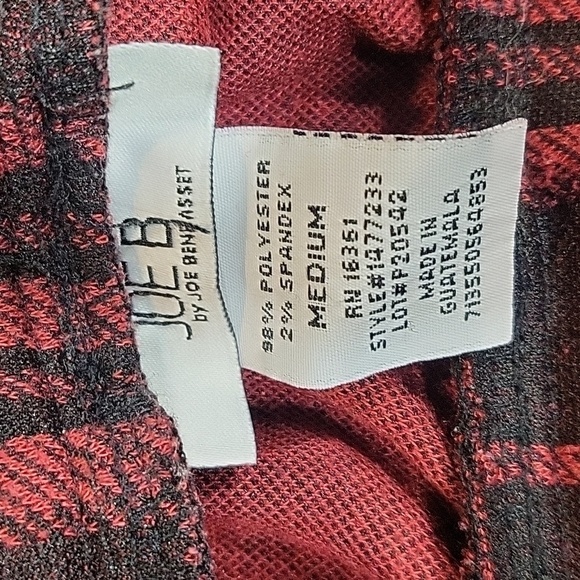 JOE B
by JOE BENBASSET
98% POLYESTER
2% SPANDEX
MEDIUM
RN 16351
STYLE#1477233
LOT#P20542
MADE IN
GUATEMALA
713550564853